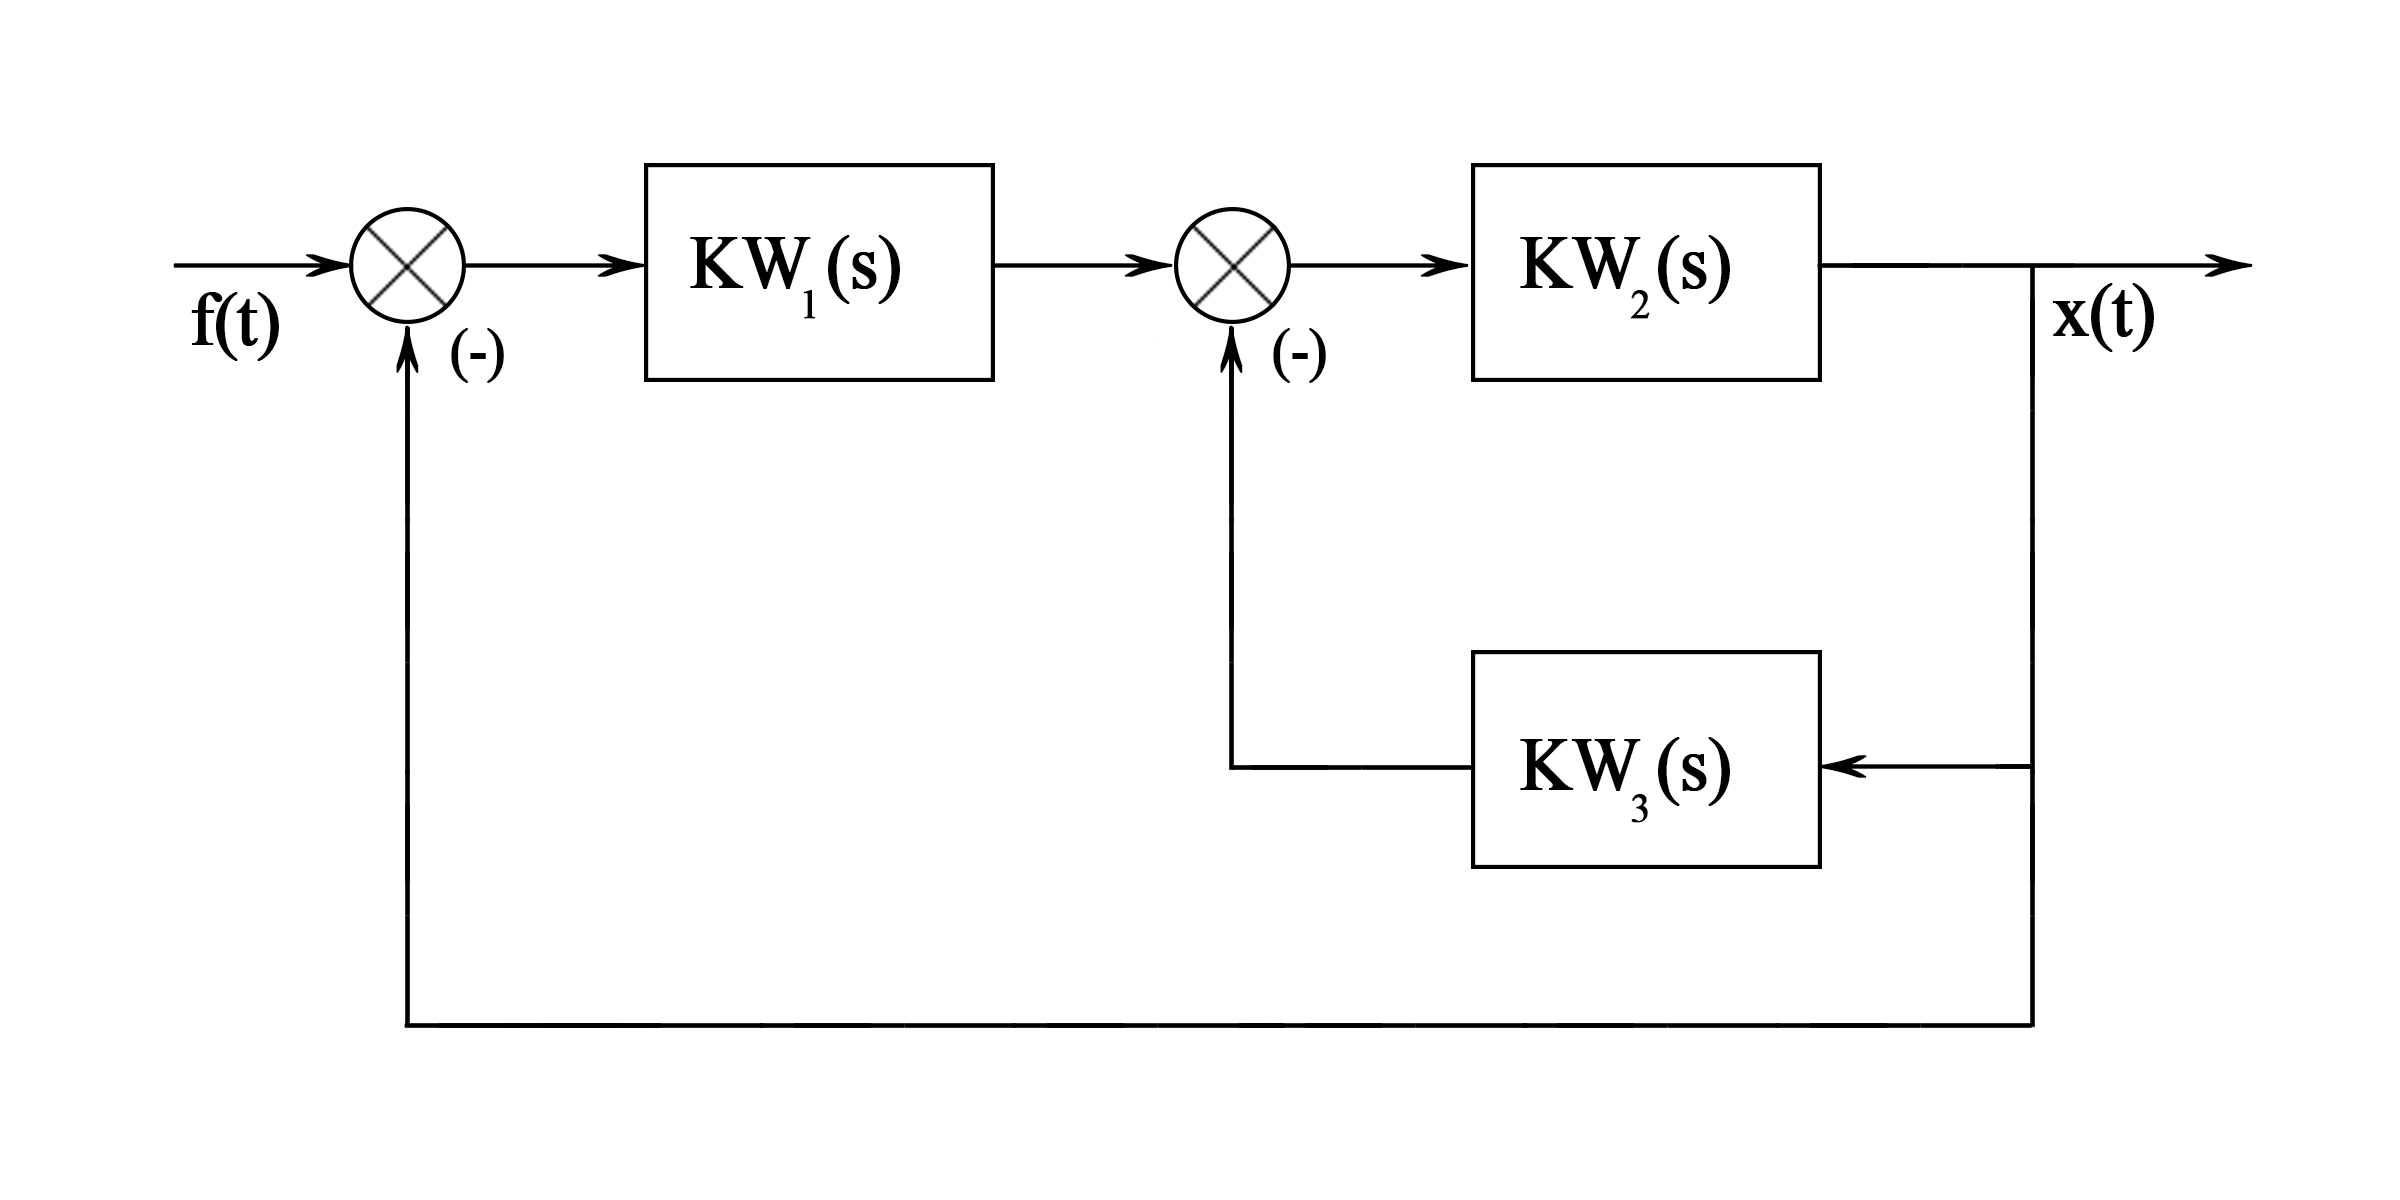 KW₁(s)
KW₂(s)
f(t)
x(t)
(-)
(-)
KW₃(s)